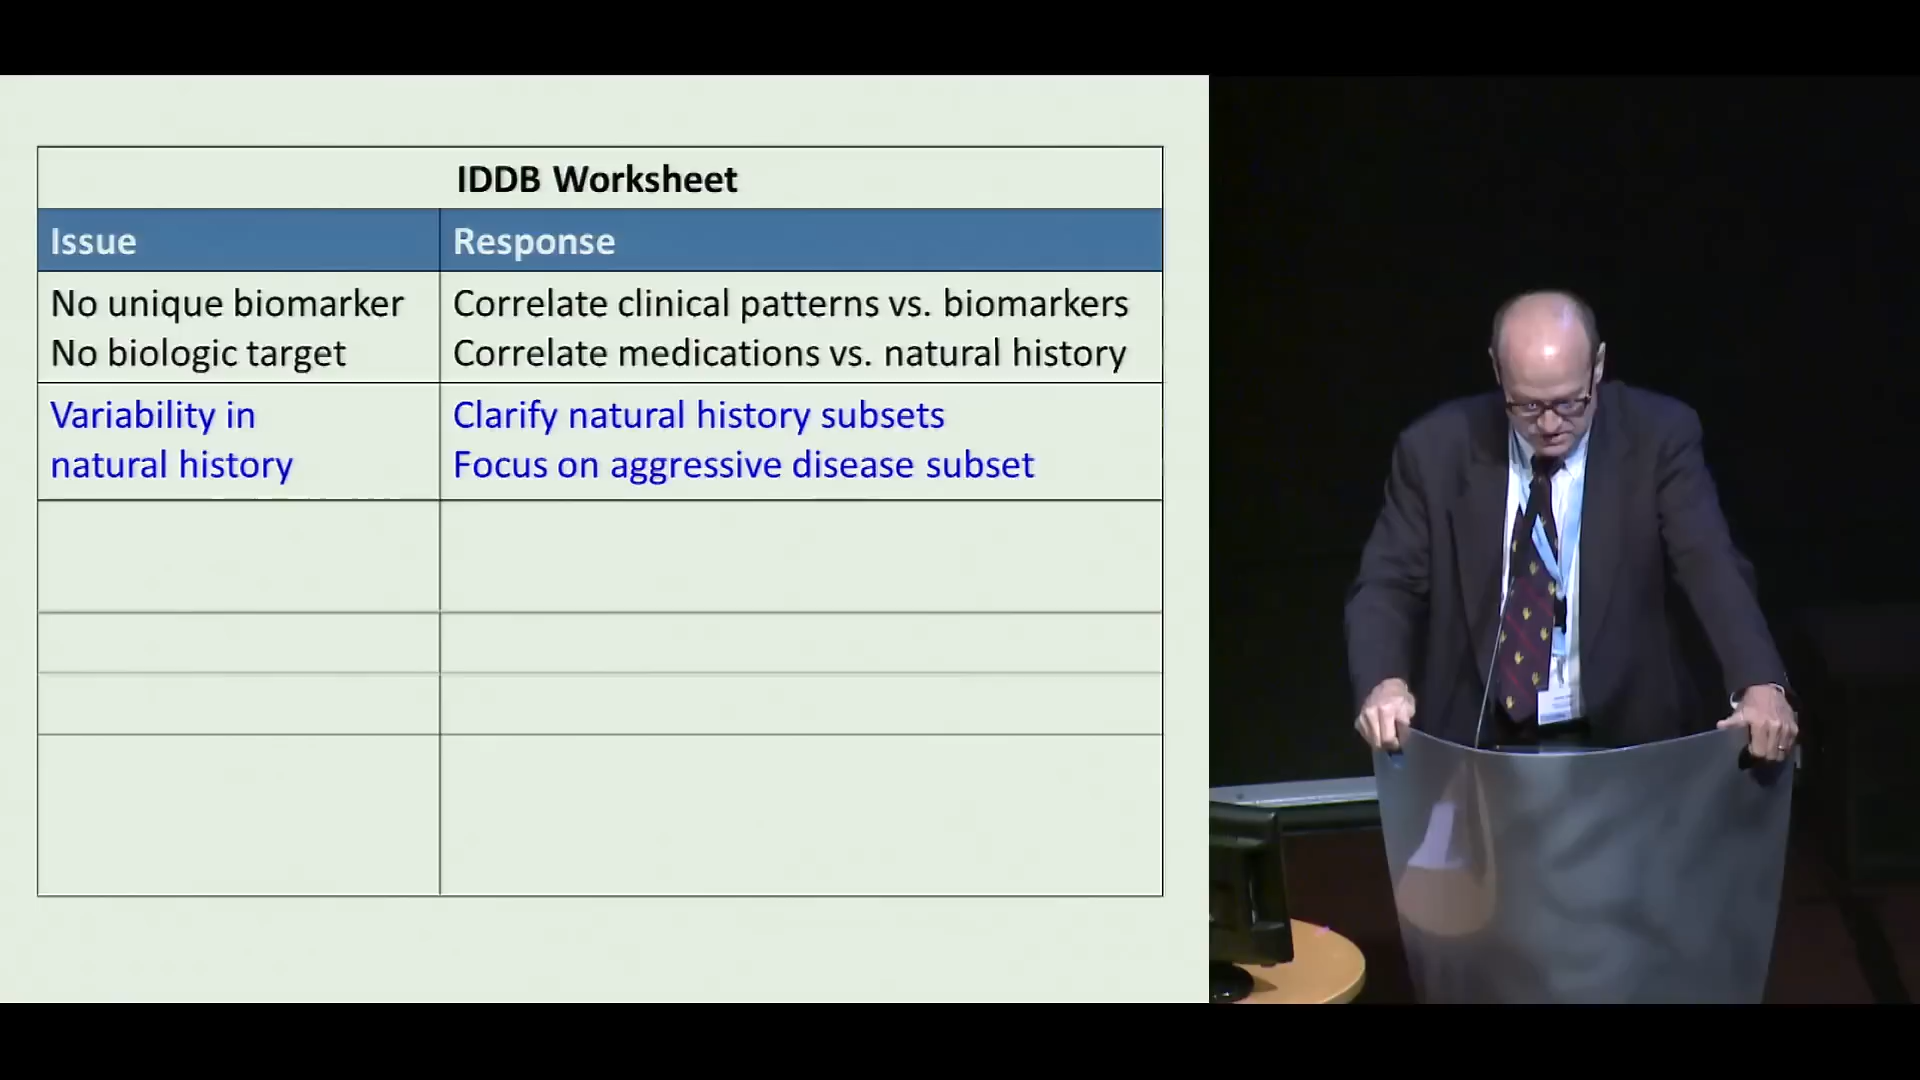 IDDB Worksheet
Issue
Response
No unique biomarker
Correlate clinical patterns vs. biomarkers
No biologic target
Correlate medications vs. natural history
Variability in
natural history
Clarify natural history subsets
Focus on aggressive disease subset